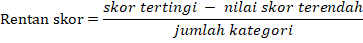 Rentan skor = skor tertingi − nilai skor terendah / jumlah kategori